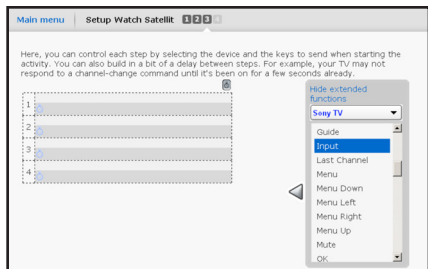 Main menu
Setup Watch Satellit 1 2 3
Here, you can control each step by selecting the device and the keys to send when starting the
activity. You can also build in a bit of a delay between steps. For example, your TV may not
respond to a channel-change command until it's been on for a few seconds already.
1
2
3
4
Hide extended
functions
Sony TV
Guide
Input
Last Channel
Menu
Menu Down
Menu Left
Menu Right
Menu Up
Mute
OK